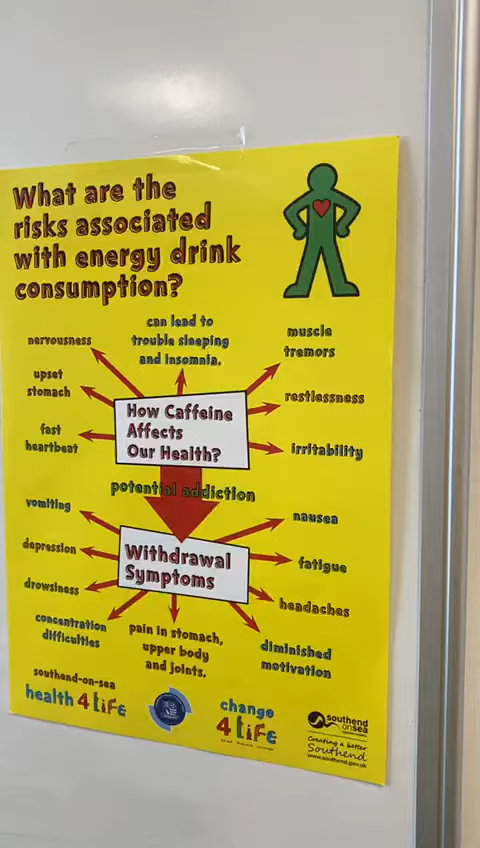 What are the
risks associated
with energy drink
consumption?
nervousness
can lead to
trouble sleeping
and insomnia.
muscle
tremors
upset
stomach
restlessness
fast
heartbeat
irritability
How Caffeine
Affects
Our Health?
potential addiction
vomiting
nausea
depression
fatigue
drowsiness
headaches
Withdrawal
Symptoms
concentration
difficulties
pain in stomach,
upper body
and joints.
diminished
motivation
southend-on-sea
health 4 Life
change
4 Life
southend
on sea
Creating a better
Southend
www.southend.gov.uk